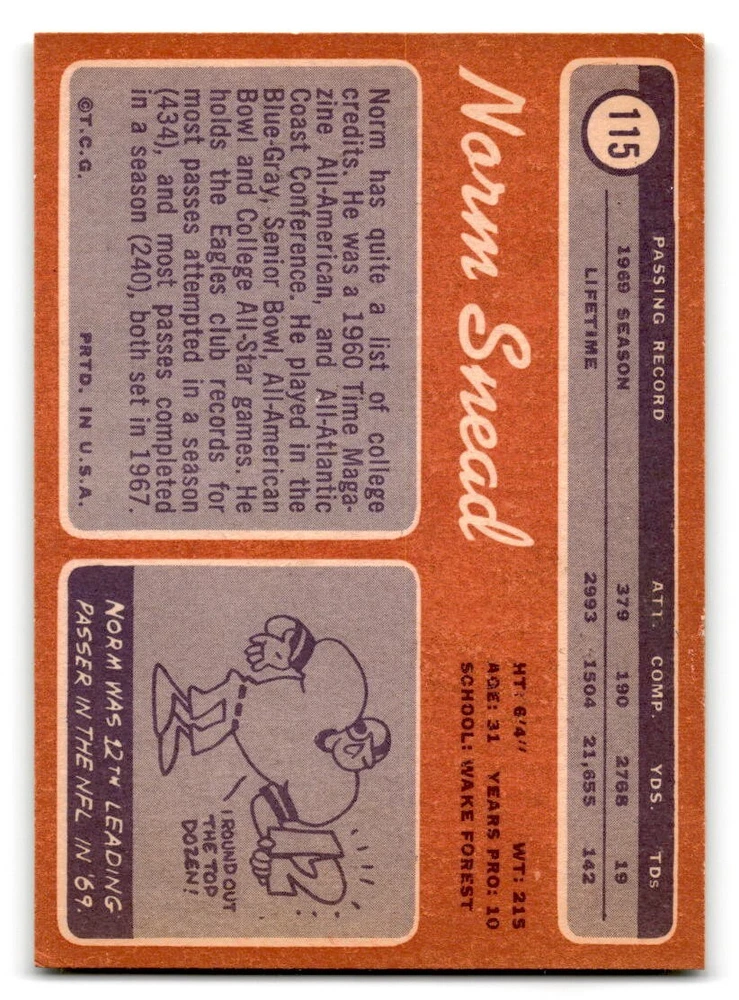 115
PASSING RECORD ATT. COMP. YDS. TDs
1969 SEASON 379 190 2768 19
LIFETIME 2993 1504 21,655 142
Norm Snead
HT: 6'4" WT: 215
AGE: 31 YEARS PRO: 10
SCHOOL: WAKE FOREST
Norm has quite a list of college
credits. He was a 1960 Time Maga-
zine All-American, and All-Atlantic
Coast Conference. He played in the
Blue-Gray, Senior Bowl, All-American
Bowl and College All-Star games. He
holds the Eagles club records for
most passes attempted in a season
(434), and most passes completed
in a season (240), both set in 1967.
©T.C.G. PRTD. IN U.S.A.
12
I ROUND OUT
THE TOP
DOZEN!
NORM WAS 12TH LEADING
PASSER IN THE NFL IN '69.